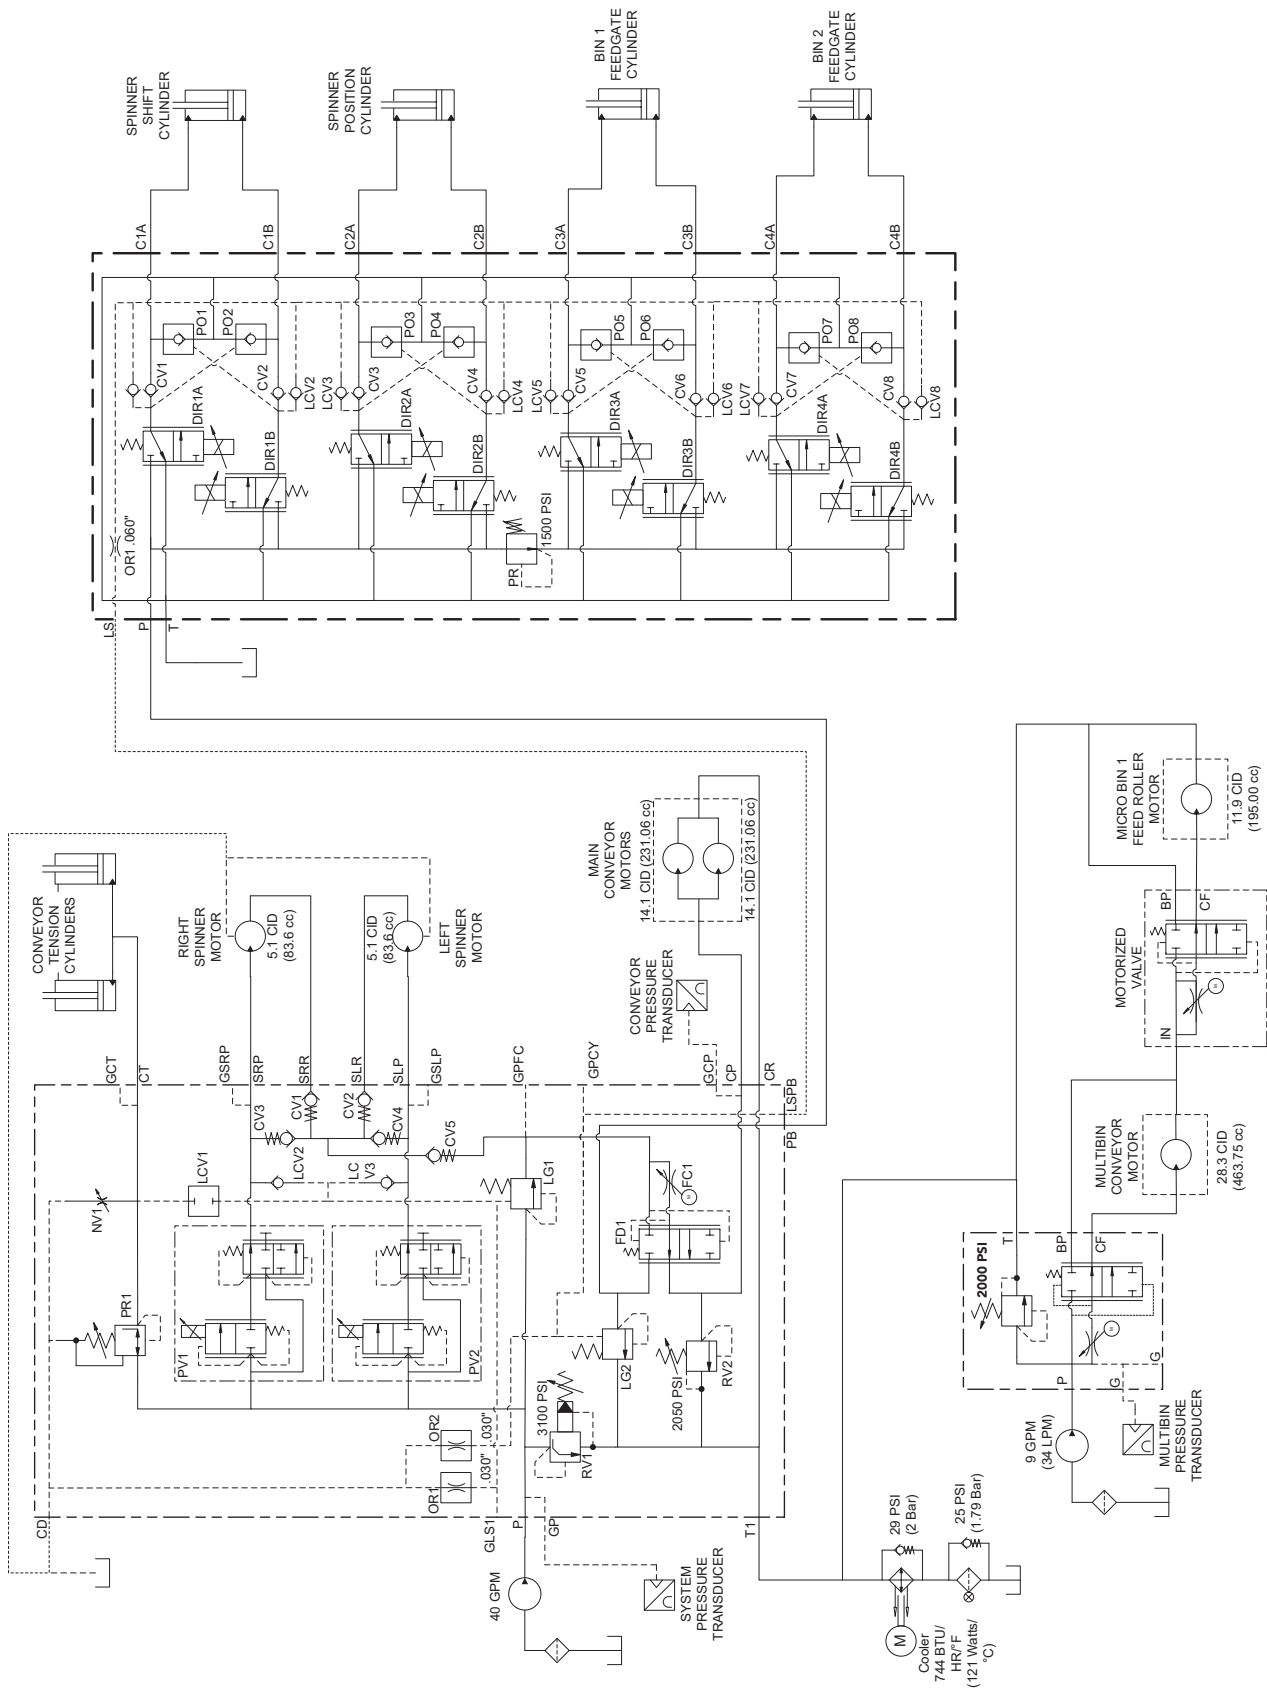 SPINNER
SHIFT
CYLINDER
SPINNER
POSITION
CYLINDER
BIN 1
FEEDGATE
CYLINDER
BIN 2
FEEDGATE
CYLINDER
C1A
C1B
C2A
C2B
C3A
C3B
C4A
C4B
PO1
PO2
PO3
PO4
PO5
PO6
PO7
PO8
CV1
CV2
LCV2
LCV3
CV3
CV4
LCV4
LCV5
CV5
CV6
LCV6
LCV7
CV7
CV8
LCV8
DIR1A
DIR1B
DIR2A
DIR2B
DIR3A
DIR3B
DIR4A
DIR4B
OR1 .060"
PR
1500 PSI
LS
P
T
CONVEYOR
TENSION
CYLINDERS
RIGHT
SPINNER
MOTOR
5.1 CID
(83.6 cc)
5.1 CID
(83.6 cc)
LEFT
SPINNER
MOTOR
CONVEYOR
PRESSURE
TRANSDUCER
MAIN
CONVEYOR
MOTORS
14.1 CID (231.06 cc)
14.1 CID (231.06 cc)
GCT
CT
GSRP
SRP
SRR
SLR
SLP
GSLP
GPFC
GPCY
GCP
CP
CR
LSPB
PB
CV3
CV1
CV2
CV4
CV5
LCV1
LCV2
LC
V3
NV1
LG1
FD1
FC1
M
PR1
PV1
PV2
OR2
.030"
OR1
.030"
3100 PSI
RV1
LG2
2050 PSI
RV2
CD
GLS1
P
GP
T1
40 GPM
SYSTEM
PRESSURE
TRANSDUCER
M
Cooler
744 BTU/
HR/°F
(121 Watts/
°C)
29 PSI
(2 Bar)
25 PSI
(1.79 Bar)
9 GPM
(34 LPM)
MULTIBIN
PRESSURE
TRANSDUCER
2000 PSI
T
BP
CF
P
G
G
M
MULTIBIN
CONVEYOR
MOTOR
28.3 CID
(463.75 cc)
MOTORIZED
VALVE
IN
BP
CF
M
MICRO BIN 1
FEED ROLLER
MOTOR
11.9 CID
(195.00 cc)